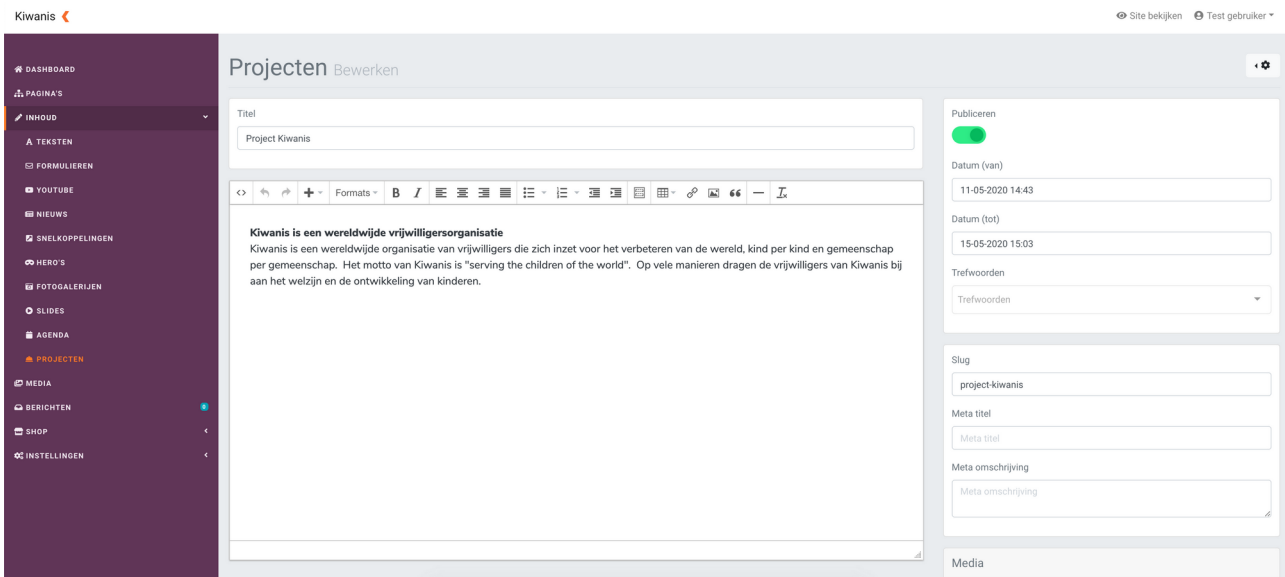 Kiwanis
Site bekijken
Test gebruiker
DASHBOARD
PAGINA'S
INHOUD
TEKSTEN
FORMULIEREN
YOUTUBE
NIEUWS
SNELKOPPELINGEN
HERO'S
FOTOGALERIJEN
SLIDES
AGENDA
PROJECTEN
MEDIA
BERICHTEN 0
SHOP
INSTELLINGEN
Projecten Bewerken
Titel
Project Kiwanis
Formats
Kiwanis is een wereldwijde vrijwilligersorganisatie
Kiwanis is een wereldwijde organisatie van vrijwilligers die zich inzet voor het verbeteren van de wereld, kind per kind en gemeenschap
per gemeenschap. Het motto van Kiwanis is "serving the children of the world". Op vele manieren dragen de vrijwilligers van Kiwanis bij
aan het welzijn en de ontwikkeling van kinderen.
Publiceren
Datum (van)
11-05-2020 14:43
Datum (tot)
15-05-2020 15:03
Trefwoorden
Trefwoorden
Slug
project-kiwanis
Meta titel
Meta titel
Meta omschrijving
Meta omschrijving
Media